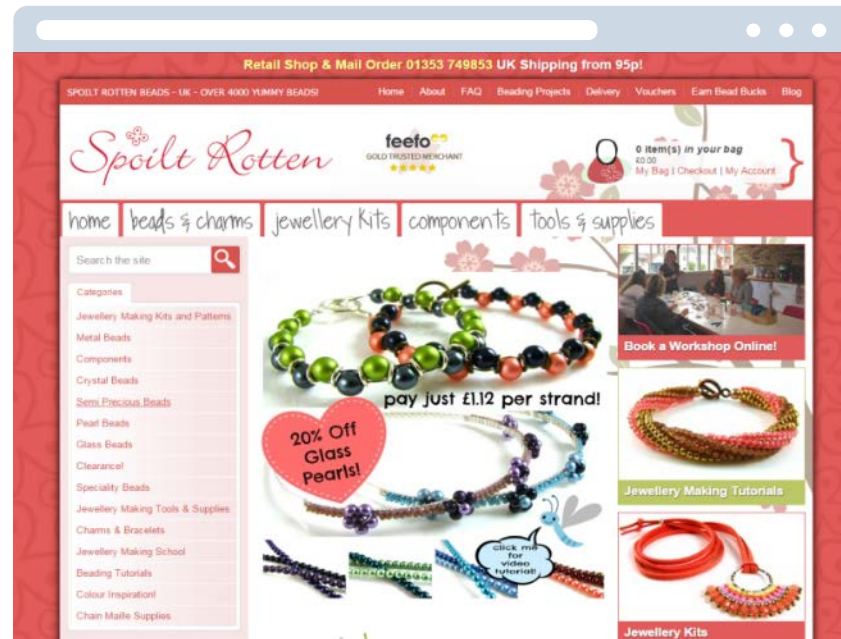 Retail Shop & Mail Order 01353 749853 UK Shipping from 95p!
SPOILT ROTTEN BEADS - UK - OVER 4000 YUMMY BEADS!
Home About FAQ Beading Projects Delivery Vouchers Earn Bead Bucks Blog
Spoilt Rotten
feefo
GOLD TRUSTED MERCHANT
0 item(s) in your bag
£0.00
My Bag | Checkout | My Account
home beads & charms jewellery kits components tools & supplies
Search the site
Categories
Jewellery Making Kits and Patterns
Metal Beads
Components
Crystal Beads
Semi Precious Beads
Pearl Beads
Glass Beads
Clearance!
Speciality Beads
Jewellery Making Tools & Supplies
Charms & Bracelets
Jewellery Making School
Beading Tutorials
Colour Inspiration!
Chain Maille Supplies
pay just £1.12 per strand!
20% Off
Glass
Pearls!
click me
for
video
tutorial!
Book a Workshop Online!
Jewellery Making Tutorials
Jewellery Kits